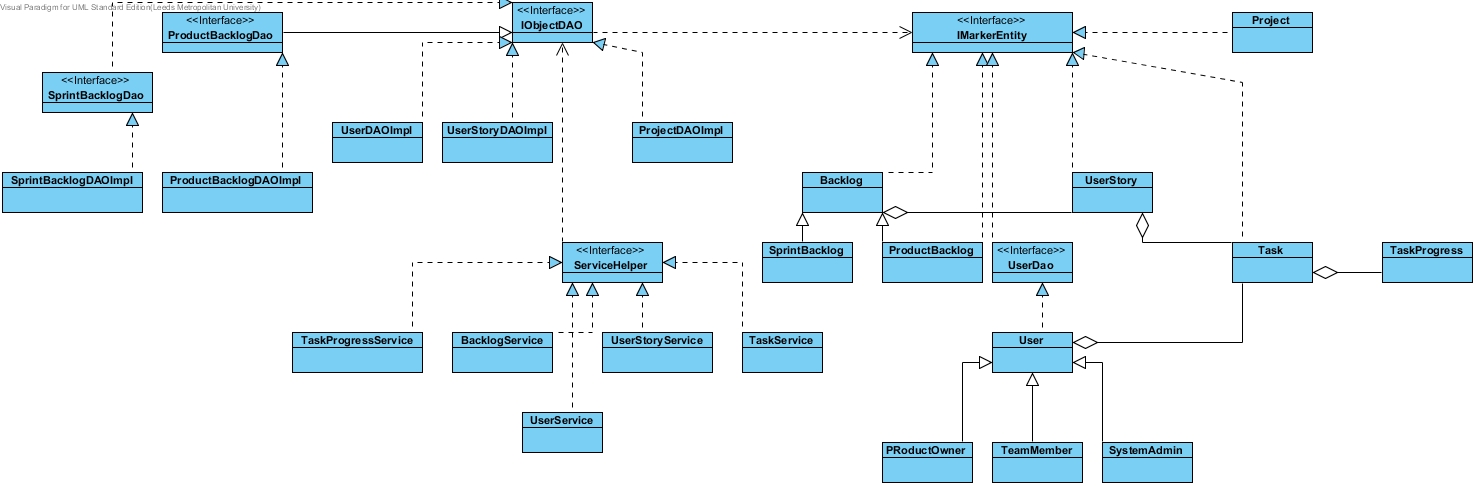 Visual Paradigm for UML Standard Edition(Leeds Metropolitan University)
<<Interface>>
ProductBacklogDao
<<Interface>>
IObjectDAO
<<Interface>>
IMarkerEntity
Project
<<Interface>>
SprintBacklogDao
UserDAOImpl
UserStoryDAOImpl
ProjectDAOImpl
SprintBacklogDAOImpl
ProductBacklogDAOImpl
Backlog
UserStory
<<Interface>>
ServiceHelper
SprintBacklog
ProductBacklog
<<Interface>>
UserDao
Task
TaskProgress
TaskProgressService
BacklogService
UserStoryService
TaskService
User
UserService
PRoductOwner
TeamMember
SystemAdmin